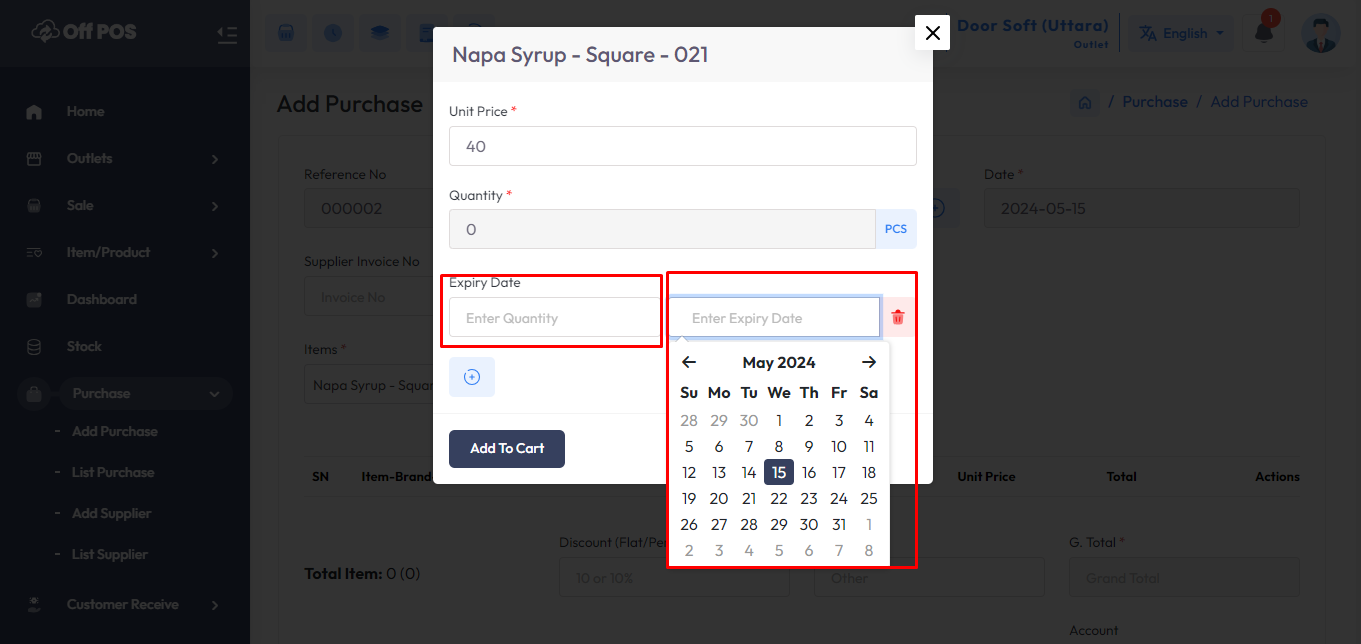 Off POS
Door Soft (Uttara)
Outlet
English
1
Home
Outlets
Sale
Item/Product
Dashboard
Stock
Purchase
- Add Purchase
- List Purchase
- Add Supplier
- List Supplier
Customer Receive
Add Purchase
/ Purchase / Add Purchase
Reference No
000002
Date *
2024-05-15
Supplier Invoice No
Invoice No
Items *
Napa Syrup - Squar
SN Item-Brand Unit Price Total Actions
Discount (Flat/Pe
10 or 10%
Other
G. Total *
Grand Total
Total Item: 0 (0)
Account
Napa Syrup - Square - 021
Unit Price *
40
Quantity *
0 PCS
Expiry Date
Enter Quantity
Enter Expiry Date
Add To Cart
May 2024
Su Mo Tu We Th Fr Sa
28 29 30 1 2 3 4
5 6 7 8 9 10 11
12 13 14 15 16 17 18
19 20 21 22 23 24 25
26 27 28 29 30 31 1
2 3 4 5 6 7 8